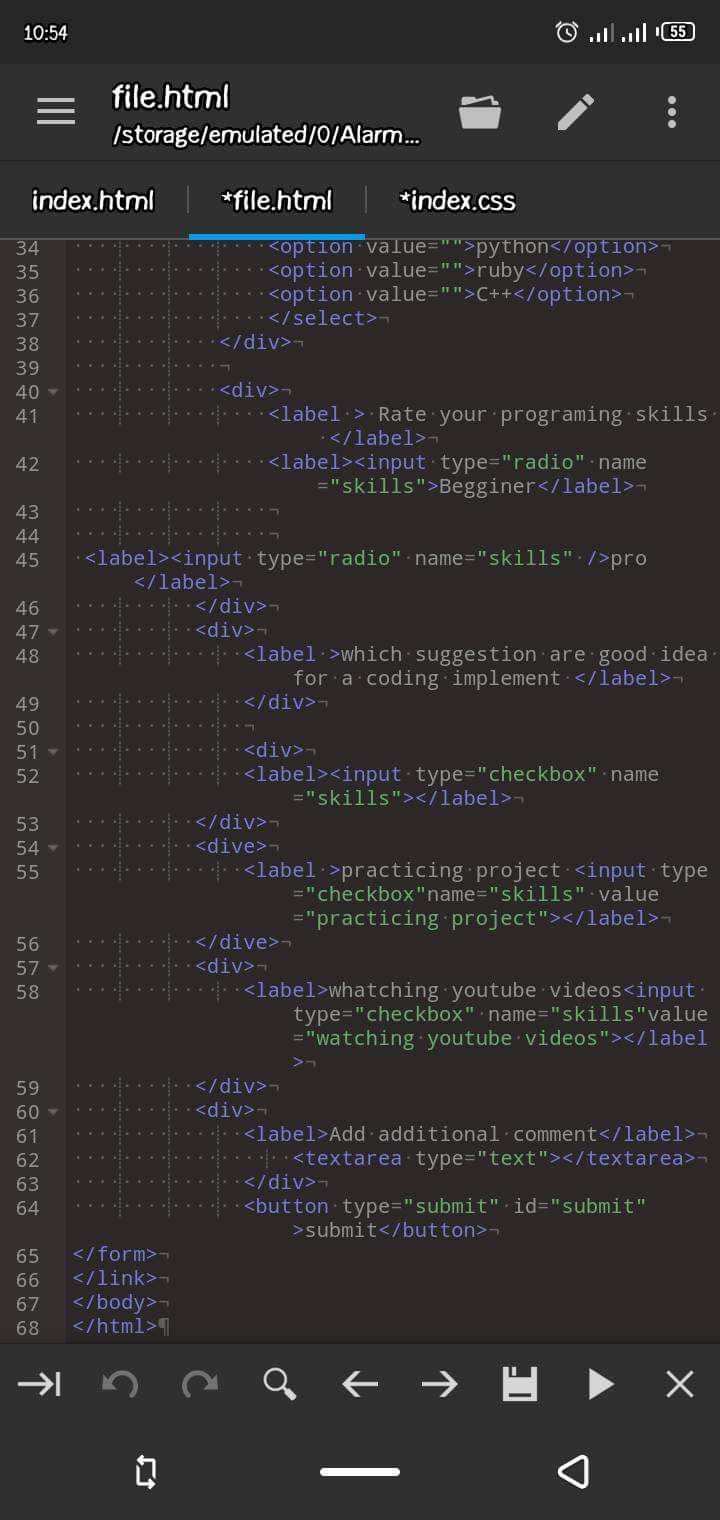 10:54
55
file.html
/storage/emulated/0/Alarm...
index.html
*file.html
*index.css
34 <option value="">python</option>
35 <option value="">ruby</option>
36 <option value="">C++</option>
37 </select>
38 </div>
39
40 <div>
41 <label > Rate your programing skills
</label>
42 <label><input type="radio" name
="skills">Begginer</label>
43
44
45 <label><input type="radio" name="skills" />pro
</label>
46 </div>
47 <div>
48 <label >which suggestion are good idea
for a coding implement </label>
49 </div>
50
51 <div>
52 <label><input type="checkbox" name
="skills"></label>
53 </div>
54 <dive>
55 <label >practicing project <input type
="checkbox"name="skills" value
="practicing project"></label>
56 </dive>
57 <div>
58 <label>whatching youtube videos<input
type="checkbox" name="skills"value
="watching youtube videos"></label
>
59 </div>
60 <div>
61 <label>Add additional comment</label>
62 <textarea type="text"></textarea>
63 </div>
64 <button type="submit" id="submit"
>submit</button>
65 </form>
66 </link>
67 </body>
68 </html>